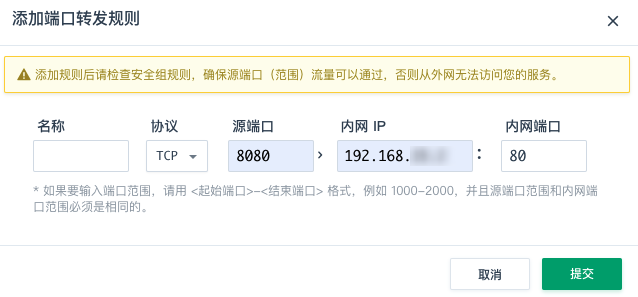 添加端口转发规则
添加规则后请检查安全组规则，确保源端口（范围）流量可以通过，否则从外网无法访问您的服务。
名称 协议 源端口 内网 IP 内网端口
TCP 8080 › 192.168. : 80
* 如果要输入端口范围，请用 <起始端口>-<结束端口> 格式，例如 1000-2000，并且源端口范围和内网端
口范围必须是相同的。
取消 提交